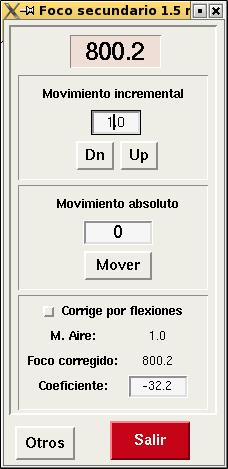 Foco secundario 1.5
800.2
Movimiento incremental
1.0
Dn Up
Movimiento absoluto
0
Mover
Corrige por flexiones
M. Aire: 1.0
Foco corregido: 800.2
Coeficiente: -32.2
Otros Salir